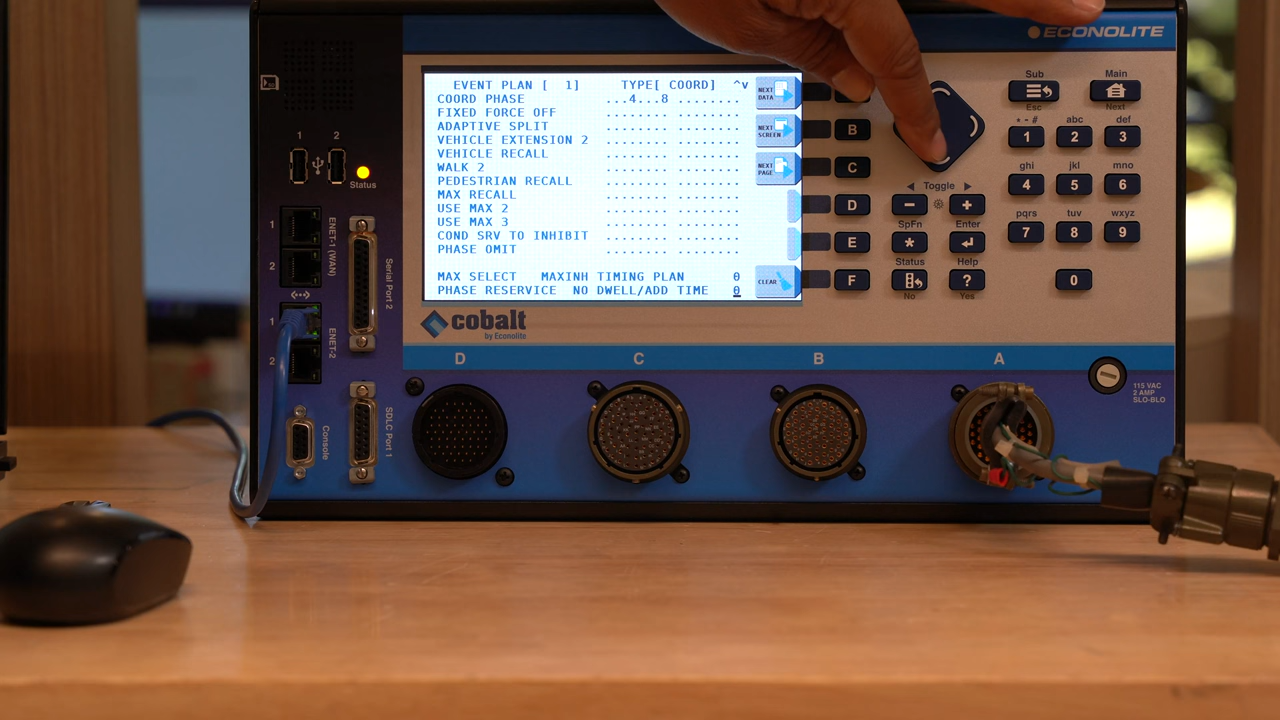 ECONOLITE
EVENT PLAN [ 1] TYPE[ COORD] ^v
COORD PHASE ...4...8 ........
FIXED FORCE OFF ........ ........
ADAPTIVE SPLIT ........ ........
VEHICLE EXTENSION 2 ........ ........
VEHICLE RECALL ........ ........
WALK 2 ........ ........
PEDESTRIAN RECALL ........ ........
MAX RECALL ........ ........
USE MAX 2 ........ ........
USE MAX 3 ........ ........
COND SRV TO INHIBIT ........ ........
PHASE OMIT ........ ........
MAX SELECT MAXINH TIMING PLAN 0
PHASE RESERVICE NO DWELL/ADD TIME 0
NEXT DATA
NEXT SCREEN
NEXT PAGE
CLEAR
B
C
D
E
F
Toggle
− +
SpFn Enter
*
Status Help
?
No Yes
Sub Main
Esc Next
• - # abc def
1 2 3
ghi jkl mno
4 5 6
pqrs tuv wxyz
7 8 9
0
1 2
Status
1
2
ENET-1 (WAN)
1
2
ENET-2
Serial Port 2
Console
SDLC Port 1
cobalt
by Econolite
D C B A
115 VAC
2 AMP
SLO-BLO